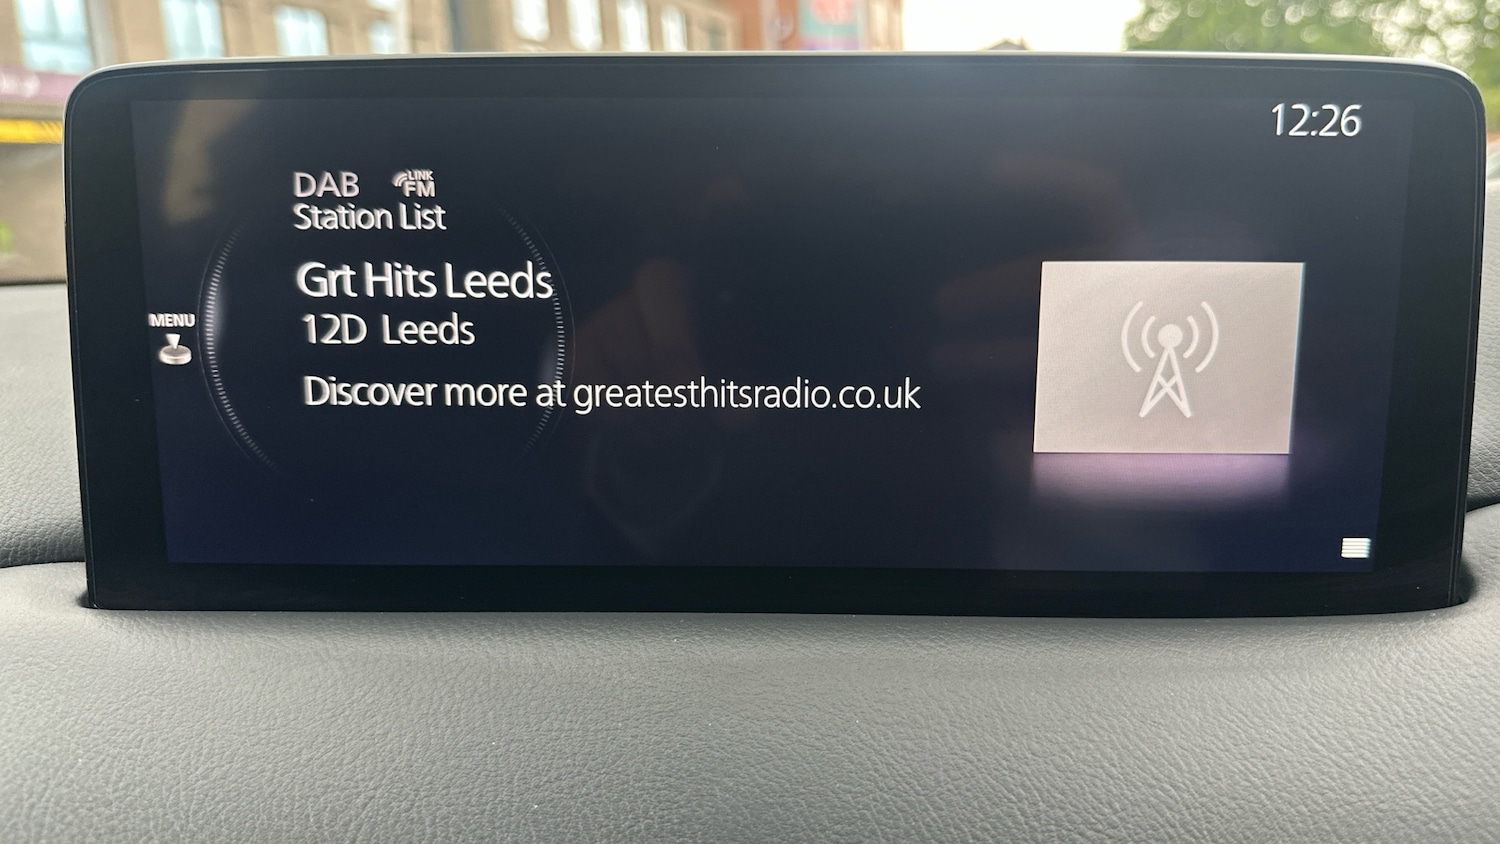 12:26
DAB LINK FM
Station List
Grt Hits Leeds
12D Leeds
MENU
Discover more at greatesthitsradio.co.uk